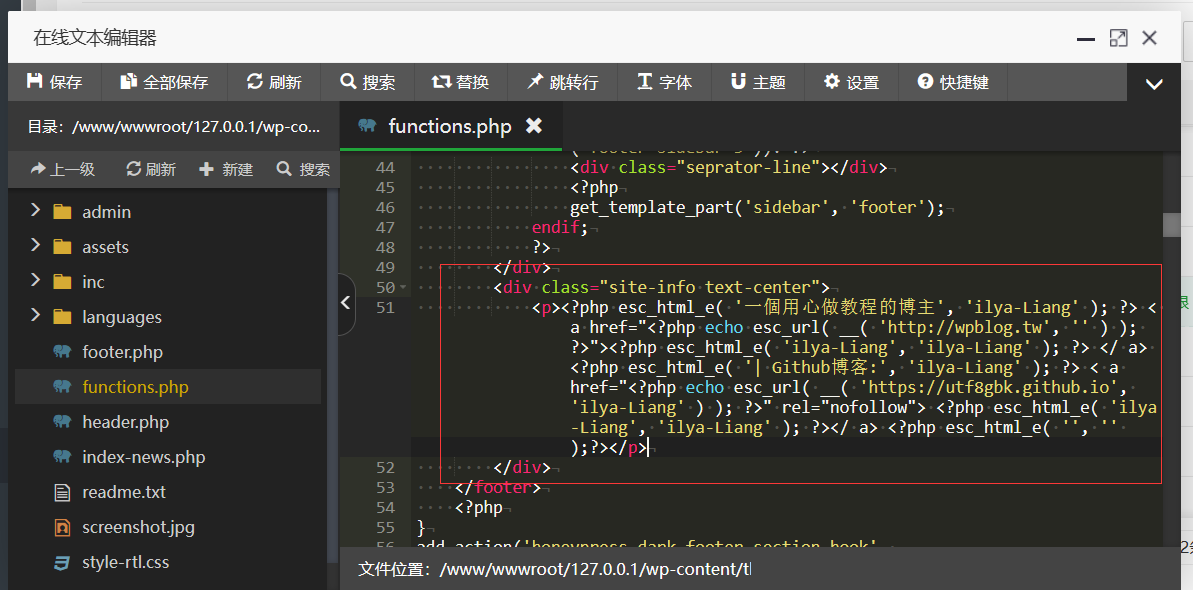 在线文本编辑器
保存 全部保存 刷新 搜索 替换 跳转行 字体 主题 设置 快捷键
目录：/www/wwwroot/127.0.0.1/wp-co...
functions.php
上一级 刷新 新建 搜索
admin
assets
inc
languages
footer.php
functions.php
header.php
index-news.php
readme.txt
screenshot.jpg
style-rtl.css
44 <div class="seprator-line"></div>
45 <?php
46 get_template_part('sidebar', 'footer');
47 endif;
48 ?>
49 </div>
50 <div class="site-info text-center">
51 <p><?php esc_html_e( '一個用心做教程的博主', 'ilya-Liang' ); ?> <
a href="<?php echo esc_url( __( 'http://wpblog.tw', '' ) );
?>"><?php esc_html_e( 'ilya-Liang', 'ilya-Liang' ); ?> </ a>
<?php esc_html_e( '| Github博客:', 'ilya-Liang' ); ?> < a
href="<?php echo esc_url( __( 'https://utf8gbk.github.io',
'ilya-Liang' ) ); ?>" rel="nofollow"> <?php esc_html_e( 'ilya
-Liang', 'ilya-Liang' ); ?></ a> <?php esc_html_e( '', ''
);?></p>
52 </div>
53 </footer>
54 <?php
55 }
56 add_action('honeypress_dark_footer_section_hook',
文件位置：/www/wwwroot/127.0.0.1/wp-content/tl